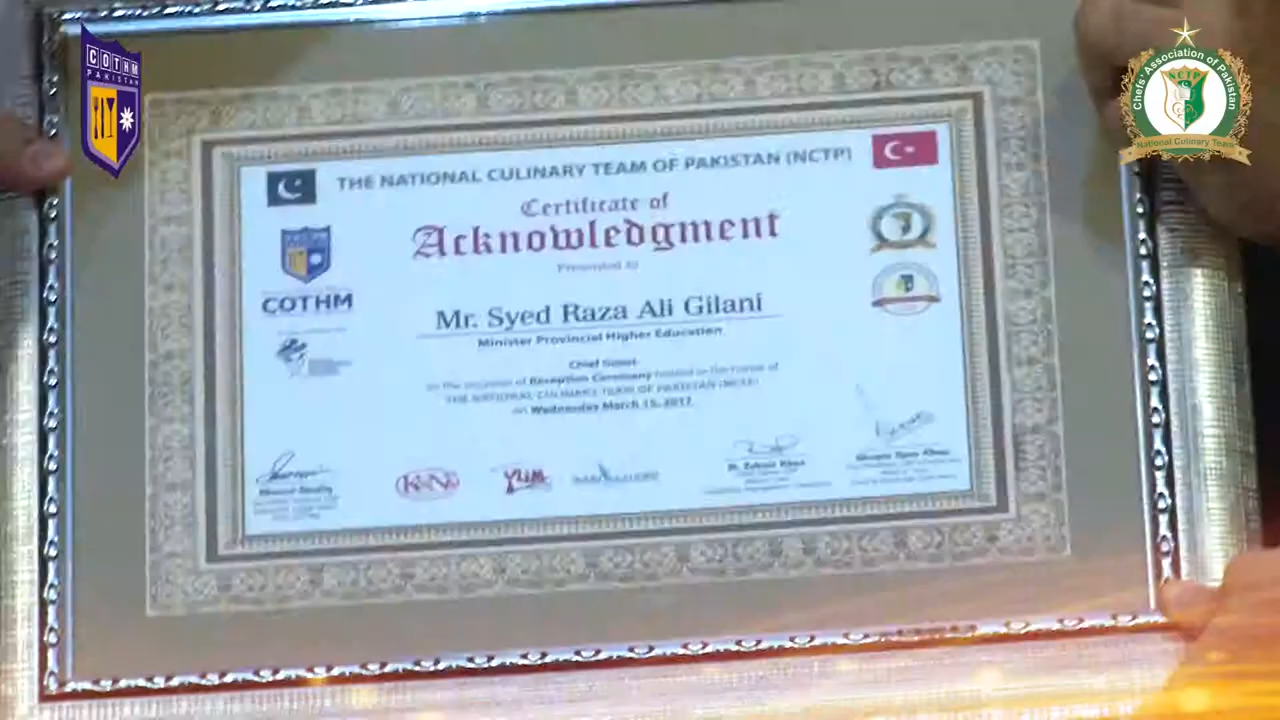 COTHM
PAKISTAN
Chefs' Association of Pakistan
NCTP
National Culinary Team
THE NATIONAL CULINARY TEAM OF PAKISTAN (NCTP)
Certificate of
Acknowledgment
Presented to
COTHM
Mr. Syed Raza Ali Gilani
Minister Provincial Higher Education
Chief Guest
on the occasion of Reception Ceremony hosted in the honor of
THE NATIONAL CULINARY TEAM OF PAKISTAN (NCTP)
on Wednesday March 15, 2017
K&N's